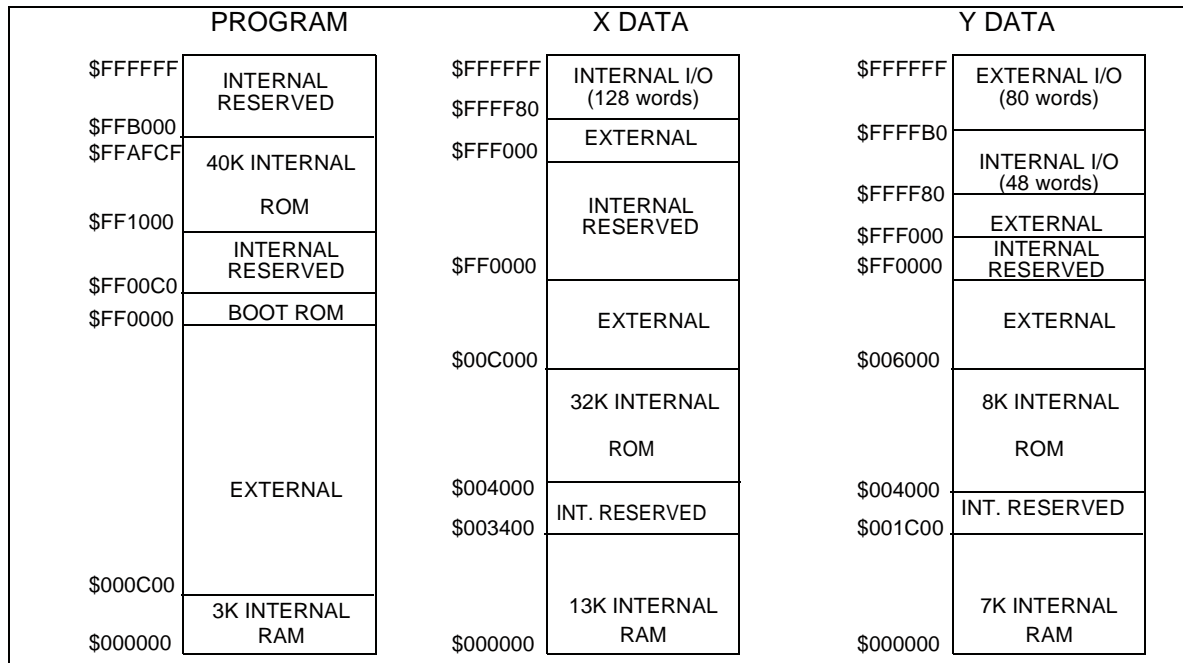 PROGRAM
$FFFFFF
INTERNAL
RESERVED
$FFB000
$FFAFCF
40K INTERNAL
ROM
$FF1000
INTERNAL
RESERVED
$FF00C0
BOOT ROM
$FF0000
EXTERNAL
$000C00
3K INTERNAL
RAM
$000000
X DATA
$FFFFFF
INTERNAL I/O
(128 words)
$FFFF80
EXTERNAL
$FFF000
INTERNAL
RESERVED
$FF0000
EXTERNAL
$00C000
32K INTERNAL
ROM
$004000
INT. RESERVED
$003400
13K INTERNAL
RAM
$000000
Y DATA
$FFFFFF
EXTERNAL I/O
(80 words)
$FFFFB0
INTERNAL I/O
(48 words)
$FFFF80
EXTERNAL
$FFF000
INTERNAL
RESERVED
$FF0000
EXTERNAL
$006000
8K INTERNAL
ROM
$004000
INT. RESERVED
$001C00
7K INTERNAL
RAM
$000000